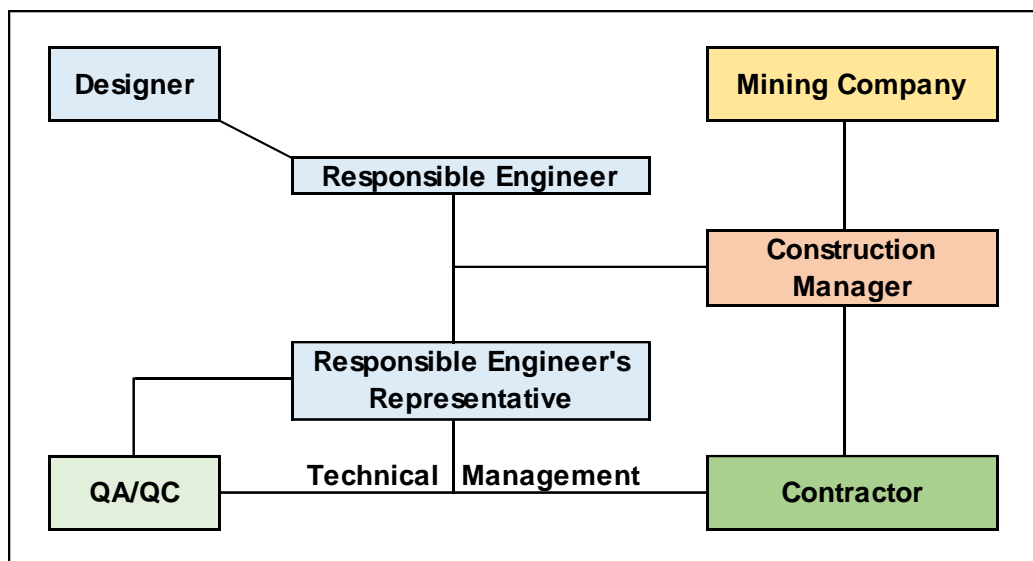 Designer
Mining Company
Responsible Engineer
Construction
Manager
Responsible Engineer's
Representative
Technical Management
QA/QC
Contractor